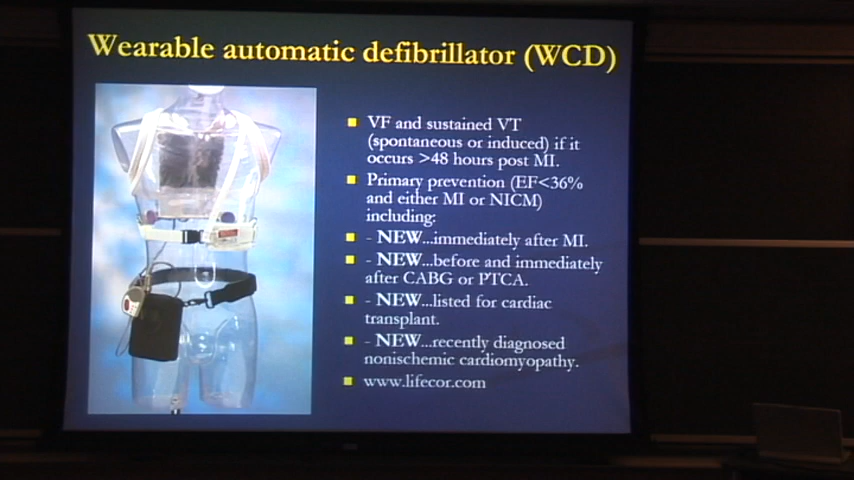 Wearable automatic defibrillator (WCD)
VF and sustained VT
(spontaneous or induced) if it
occurs >48 hours post MI.
Primary prevention (EF<36%
and either MI or NICM)
including:
- NEW...immediately after MI.
- NEW...before and immediately
after CABG or PTCA.
- NEW...listed for cardiac
transplant.
- NEW...recently diagnosed
nonischemic cardiomyopathy.
www.lifecor.com